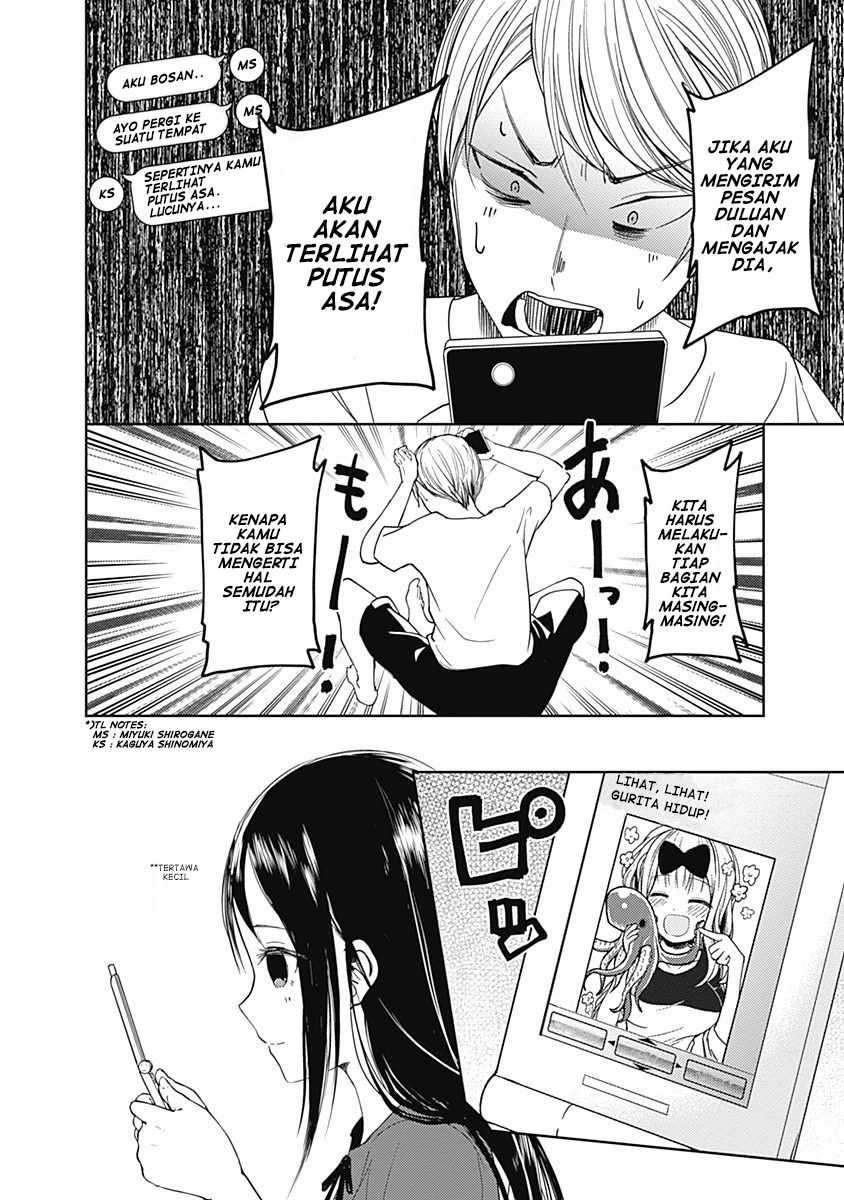 JIKA AKU
YANG
MENGIRIM
PESAN
DULUAN
DAN
MENGAJAK
DIA,
AKU
AKAN
TERLIHAT
PUTUS
ASA!
AKU BOSAN..
MS
AYO PERGI KE
SUATU TEMPAT
MS
KS
SEPERTINYA KAMU
TERLIHAT
PUTUS ASA.
LUCUNYA...
あーっ!
KITA
HARUS
MELAKU-
KAN
TIAP
BAGIAN
KITA
MASING-
MASING!
もーー!
KENAPA
KAMU
TIDAK BISA
MENGERTI
HAL
SEMUDAH
ITU?
*)TL NOTES:
MS : MIYUKI SHIROGANE
KS : KAGUYA SHINOMIYA
LIHAT, LIHAT!
GURITA HIDUP!
ピロン
**TERTAWA
KECIL